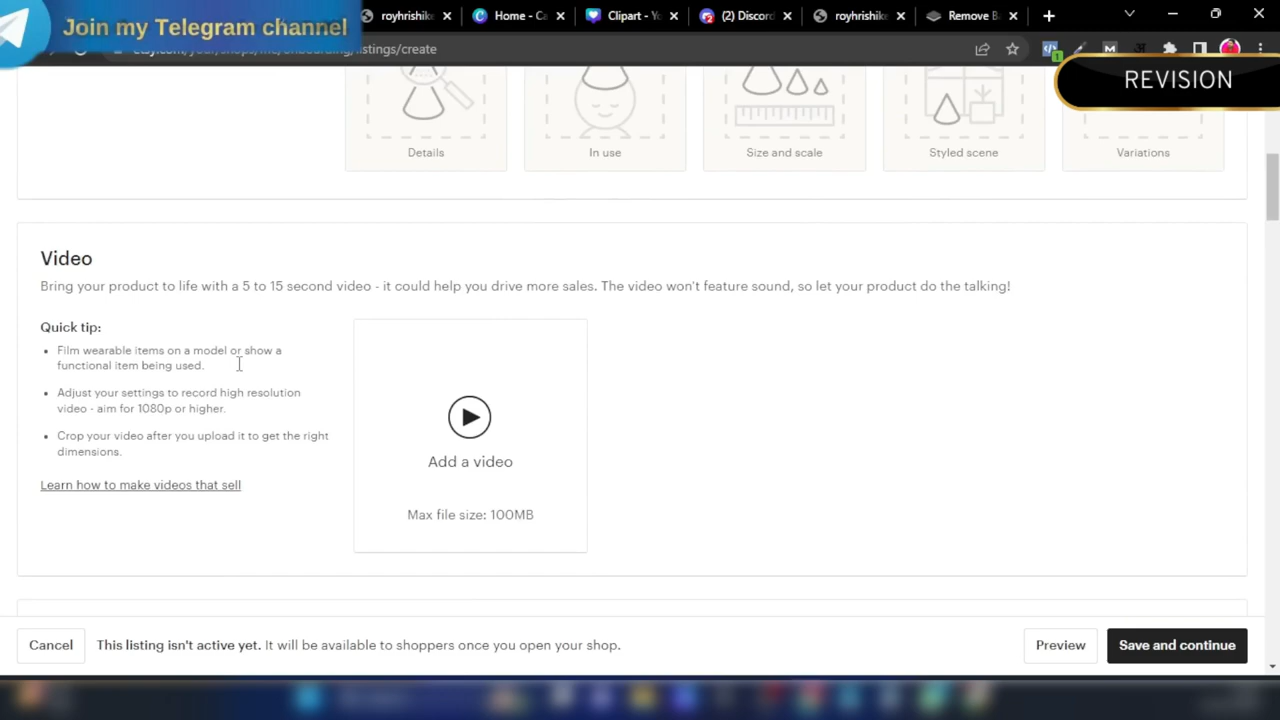 Join my Telegram channel
royhrishike
Home - Ca
Clipart - Yo
(2) Discord
royhrishike
Remove B
listings/create
1
REVISION
Details
In use
Size and scale
Styled scene
Variations
Video
Bring your product to life with a 5 to 15 second video - it could help you drive more sales. The video won't feature sound, so let your product do the talking!
Quick tip:
Film wearable items on a model or show a
functional item being used.
Adjust your settings to record high resolution
video - aim for 1080p or higher.
Crop your video after you upload it to get the right
dimensions.
Learn how to make videos that sell
Add a video
Max file size: 100MB
Cancel
This listing isn't active yet. It will be available to shoppers once you open your shop.
Preview
Save and continue